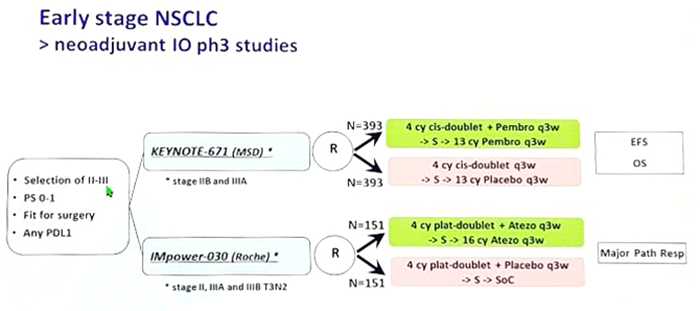 Early stage NSCLC
> neoadjuvant IO ph3 studies
• Selection of II-III
• PS 0-1
• Fit for surgery
• Any PDL1
KEYNOTE-671 (MSD) *
* stage IIB and IIIA
R
N=393
N=393
4 cy cis-doublet + Pembro q3w
-> S -> 13 cy Pembro q3w
4 cy cis-doublet q3w
-> S -> 13 cy Placebo q3w
EFS
OS
IMpower-030 (Roche) *
* stage II, IIIA and IIIB T3N2
R
N=151
N=151
4 cy plat-doublet + Atezo q3w
-> S -> 16 cy Atezo q3w
4 cy plat-doublet + Placebo q3w
-> S -> SoC
Major Path Resp